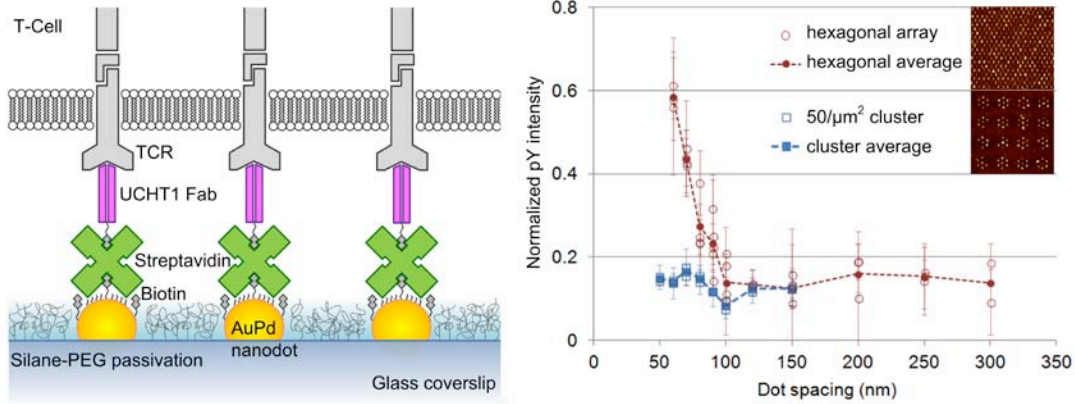 T-Cell
TCR
UCHT1 Fab
Streptavidin
Biotin
AuPd
nanodot
Silane-PEG passivation
Glass coverslip
Normalized pY intensity
0.8
0.6
0.4
0.2
0
hexagonal array
hexagonal average
50/µm² cluster
cluster average
0 50 100 150 200 250 300 350
Dot spacing (nm)